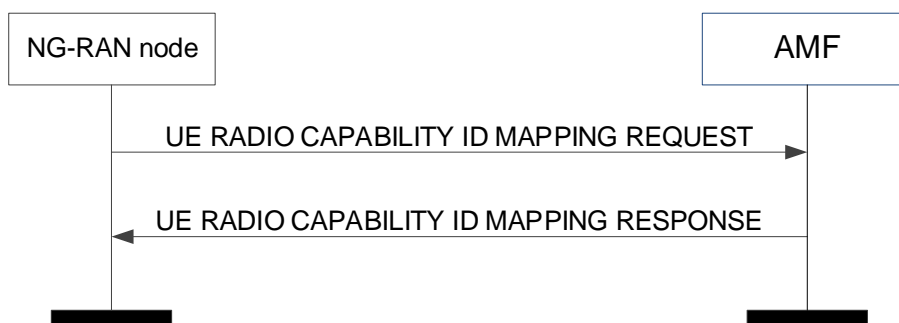 NG-RAN node
AMF
UE RADIO CAPABILITY ID MAPPING REQUEST
UE RADIO CAPABILITY ID MAPPING RESPONSE